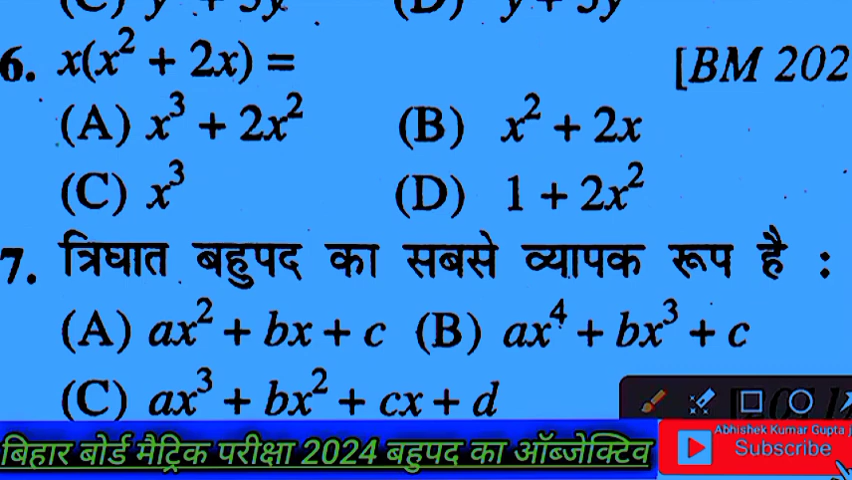 6. x(x² + 2x) = [BM 202
(A) x³ + 2x² (B) x² + 2x
(C) x³ (D) 1 + 2x²
7. त्रिघात बहुपद का सबसे व्यापक रूप है :
(A) ax² + bx + c (B) ax⁴ + bx³ + c
(C) ax³ + bx² + cx + d
बिहार बोर्ड मैट्रिक परीक्षा 2024 बहुपद का ऑब्जेक्टिव
Abhishek Kumar Gupta j
Subscribe